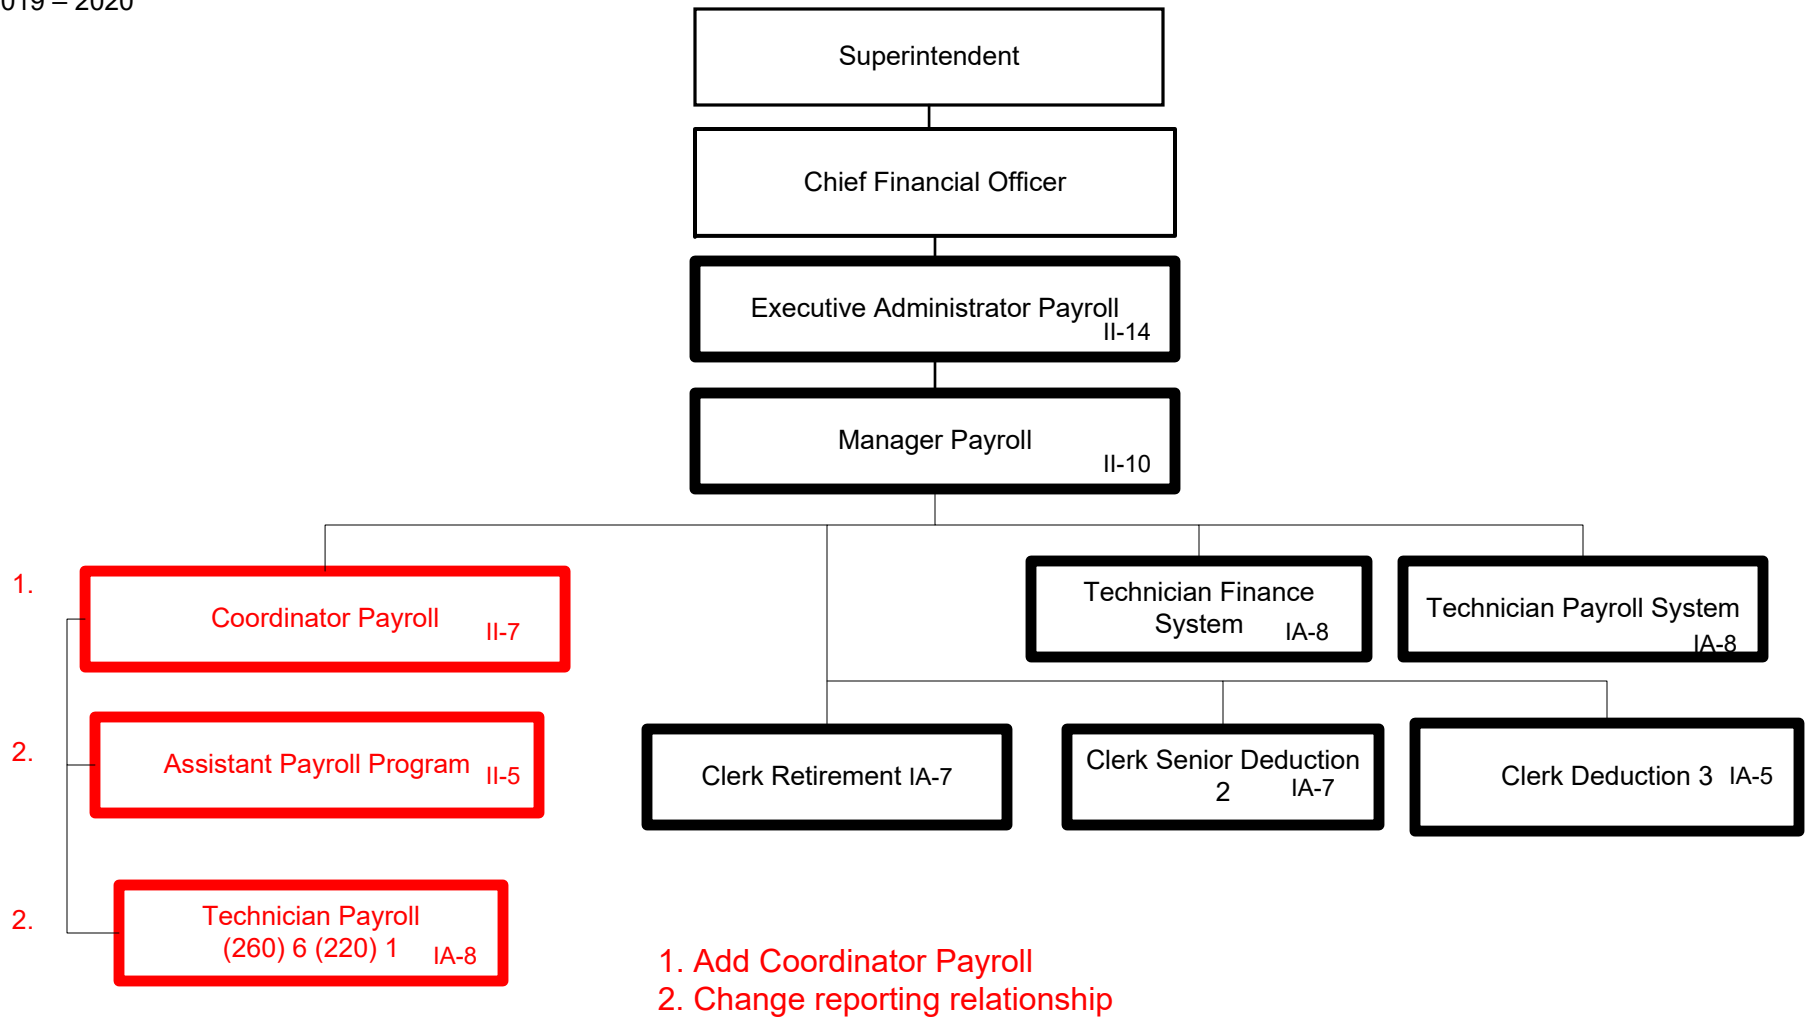 2019 – 2020
Superintendent
Chief Financial Officer
Executive Administrator Payroll
II-14
Manager Payroll
II-10
1.
Coordinator Payroll
II-7
Technician Finance
System
IA-8
Technician Payroll System
IA-8
2.
Assistant Payroll Program
II-5
Clerk Retirement IA-7
Clerk Senior Deduction
2
IA-7
Clerk Deduction 3 IA-5
2.
Technician Payroll
(260) 6 (220) 1
IA-8
1. Add Coordinator Payroll
2. Change reporting relationship